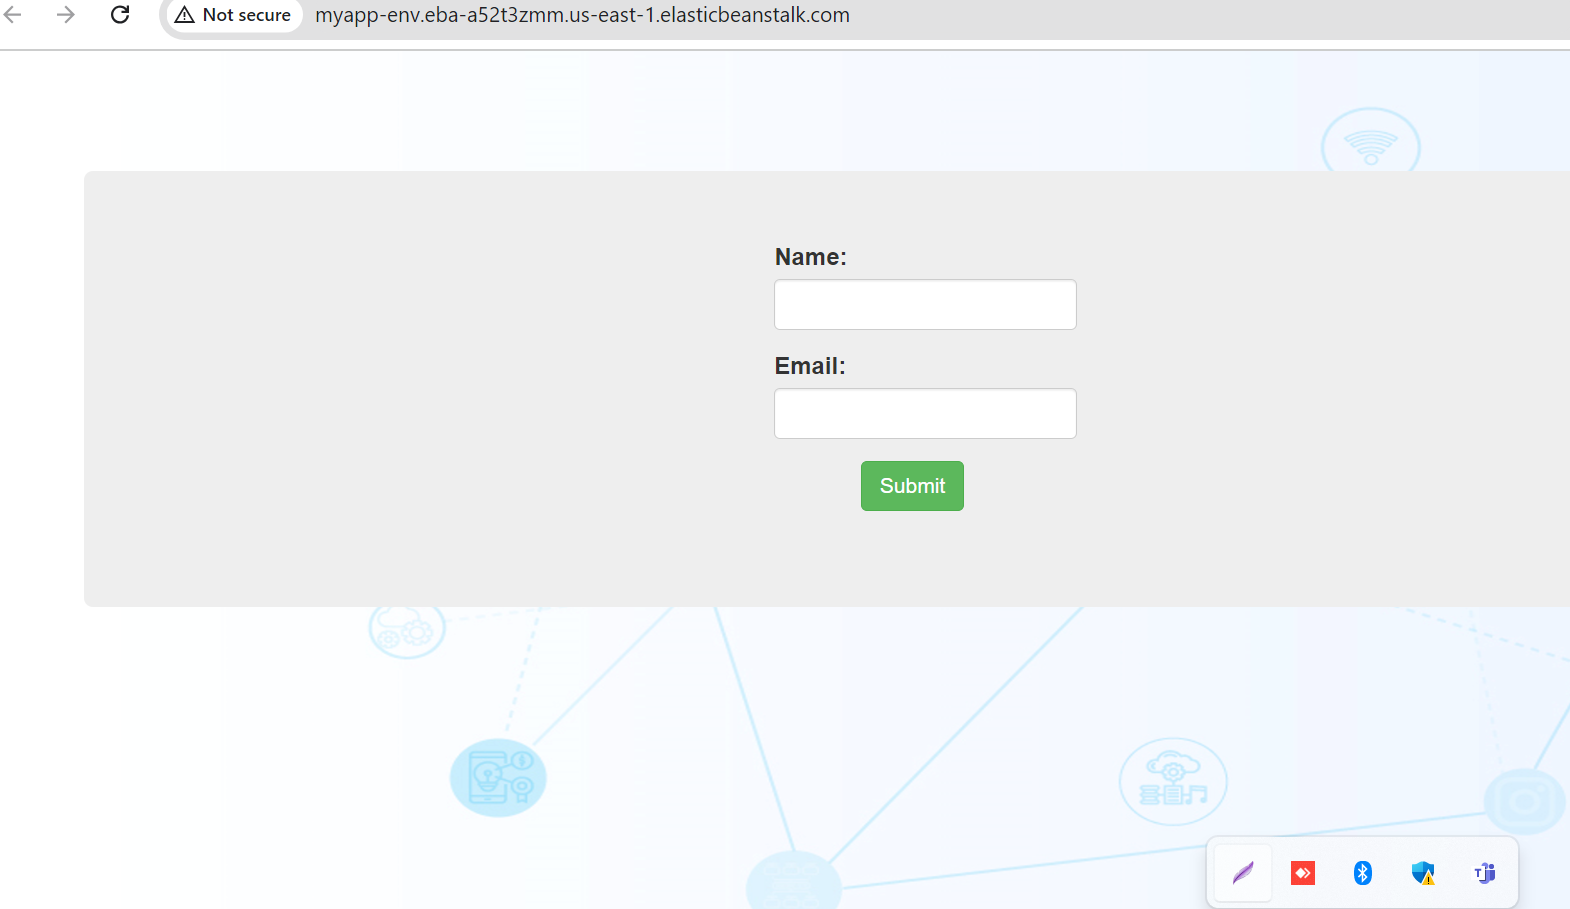 Not secure
myapp-env.eba-a52t3zmm.us-east-1.elasticbeanstalk.com
Name:
Email:
Submit